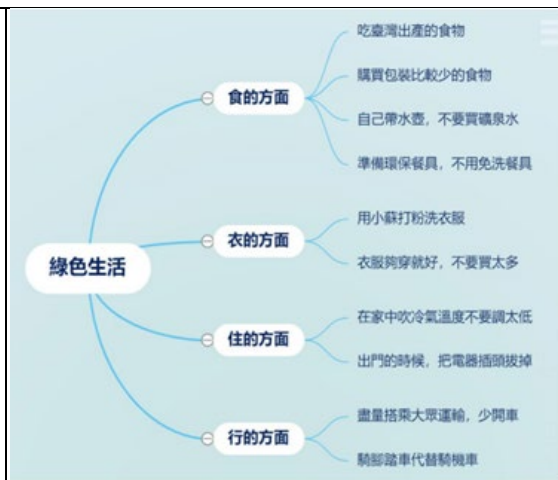 綠色生活
食的方面
吃臺灣出產的食物
購買包裝比較少的食物
自己帶水壺，不要買礦泉水
準備環保餐具，不用免洗餐具
衣的方面
用小蘇打粉洗衣服
衣服夠穿就好，不要買太多
住的方面
在家中吹冷氣溫度不要調太低
出門的時候，把電器插頭拔掉
行的方面
盡量搭乘大眾運輸，少開車
騎腳踏車代替騎機車